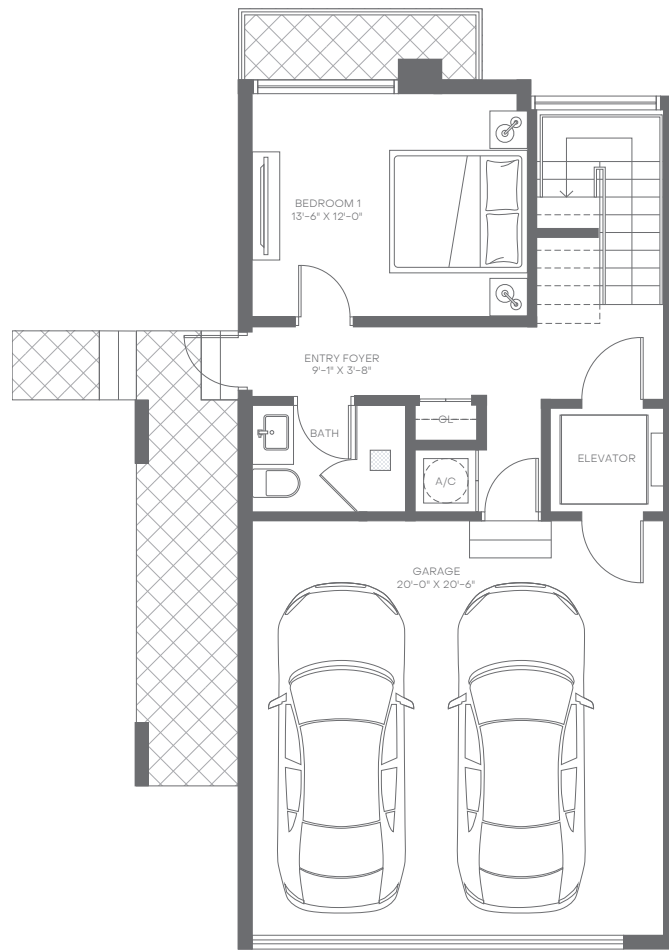 BEDROOM 1
13'-6" X 12'-0"
ENTRY FOYER
9'-1" X 3'-8"
BATH
CL
A/C
ELEVATOR
GARAGE
20'-0" X 20'-6"